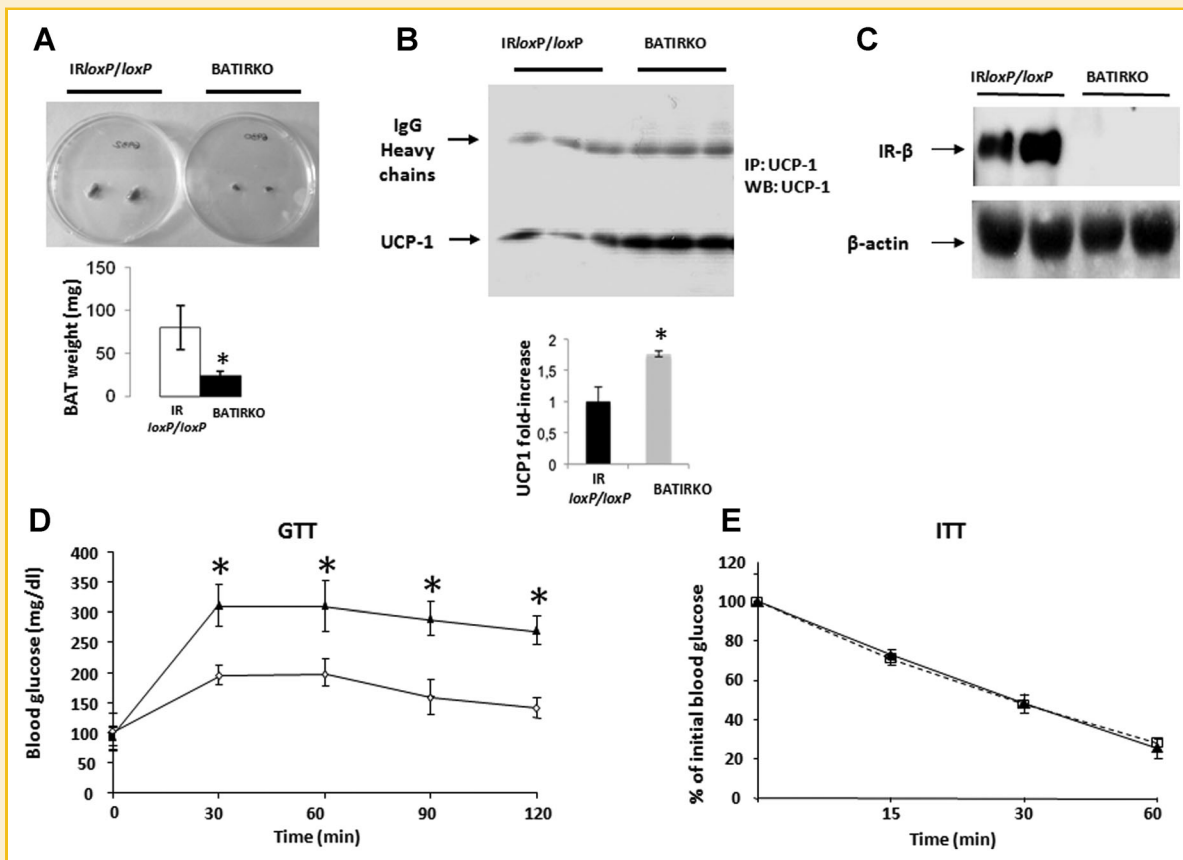 A
IRloxP/loxP
BATIRKO
BAT weight (mg)
150
100
50
0
*
IR
loxP/loxP
BATIRKO
B
IRloxP/loxP
BATIRKO
IgG
Heavy
chains
UCP-1
IP: UCP-1
WB: UCP-1
UCP1 fold-increase
2
1,5
1
0,5
0
*
IR
loxP/loxP
BATIRKO
C
IRloxP/loxP
BATIRKO
IR-β
β-actin
D
GTT
Blood glucose (mg/dl)
400
350
300
250
200
150
100
50
0
* * * *
0 30 60 90 120
Time (min)
E
ITT
% of initial blood glucose
120
100
80
60
40
20
0
15 30 60
Time (min)